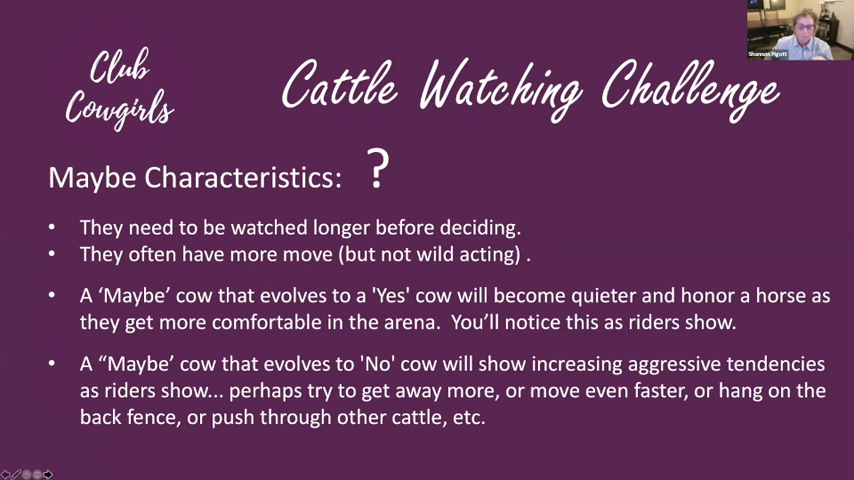 Shannon Pigott
Club
Cowgirls
Cattle Watching Challenge
Maybe Characteristics: ?
• They need to be watched longer before deciding.
• They often have more move (but not wild acting) .
• A ‘Maybe’ cow that evolves to a 'Yes' cow will become quieter and honor a horse as
they get more comfortable in the arena. You’ll notice this as riders show.
• A “Maybe’ cow that evolves to 'No' cow will show increasing aggressive tendencies
as riders show... perhaps try to get away more, or move even faster, or hang on the
back fence, or push through other cattle, etc.